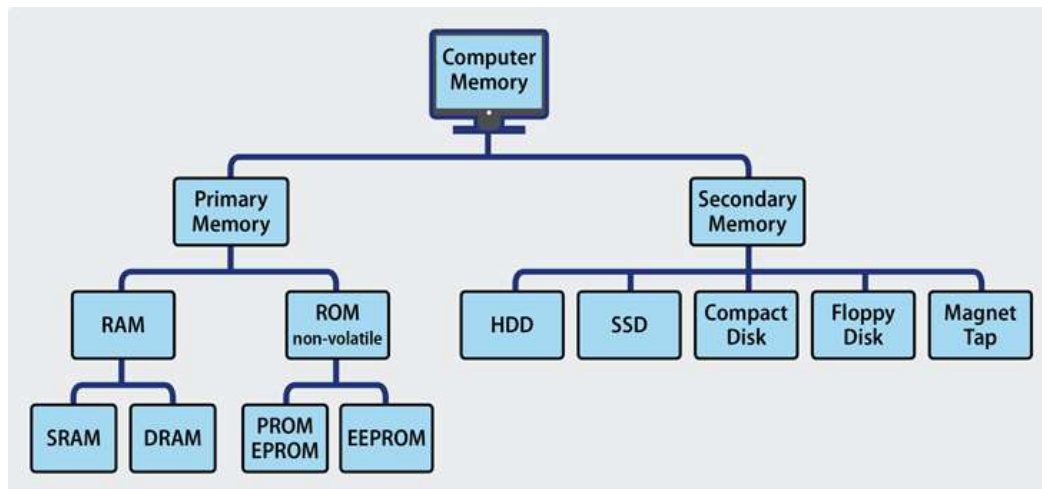 Computer
Memory
Primary
Memory
Secondary
Memory
RAM
ROM
non-volatile
HDD
SSD
Compact
Disk
Floppy
Disk
Magnet
Tap
SRAM
DRAM
PROM
EPROM
EEPROM